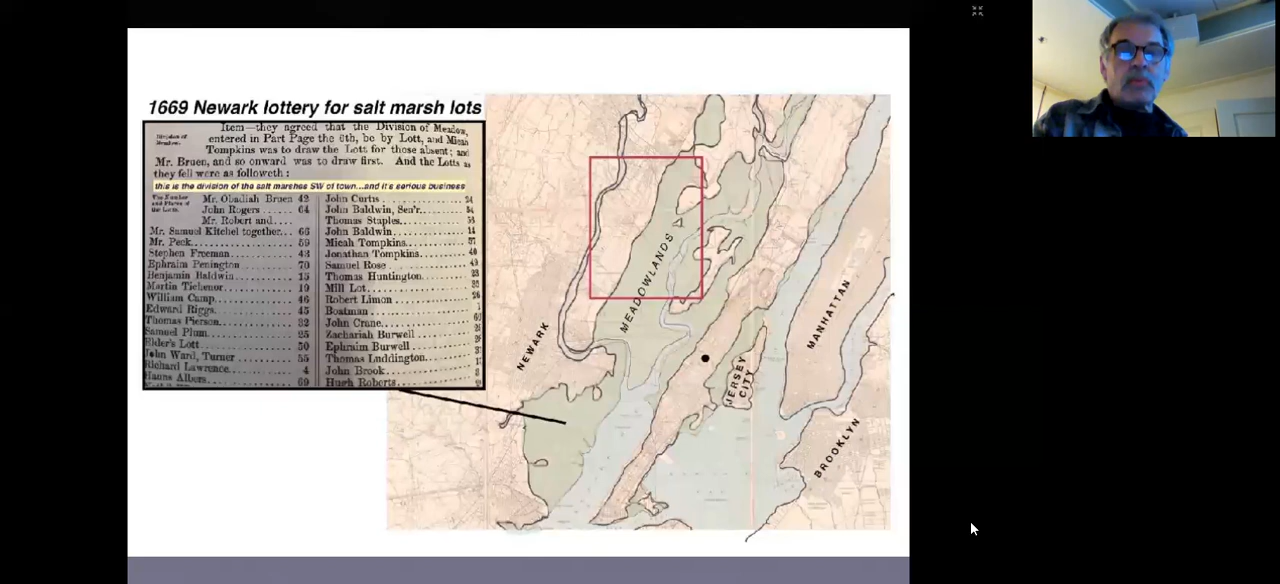 1669 Newark lottery for salt marsh lots
Item—they agreed that the Division of Meadow,
entered in Part Page the 6th, be by Lott, and Micah
Tompkins was to draw the Lott for those absent; and
Mr. Bruen, and so onward was to draw first. And the Lotts as
they fell were as followeth:
this is the division of the salt marshes SW of town...and it's serious business
Mr. Obadiah Bruen 42
John Rogers...... 64
Mr. Robert and....
Mr. Samuel Kitchel together... 66
Mr. Peck.......... 59
Stephen Freeman.......... 43
Ephraim Penington.......... 70
Benjamin Baldwin.......... 15
Martin Tichenor.......... 19
William Camp.......... 46
Edward Riggs.......... 45
Thomas Pierson.......... 32
Samuel Plum.......... 25
Elder's Lott.......... 50
John Ward, Turner.......... 55
Richard Lawrence.......... 4
Hanns Albers.......... 69
John Curtis..........
John Baldwin, Sen'r..........
Thomas Staples..........
John Baldwin..........
Micah Tompkins..........
Jonathan Tompkins..........
Samuel Rose..........
Thomas Huntington..........
Mill Lot..........
Robert Limon..........
Boatman..........
John Crane..........
Zachariah Burwell..........
Ephraim Burwell..........
Thomas Luddington..........
John Brook..........
Hugh Roberts..........
MEADOWLANDS
NEWARK
JERSEY
CITY
MANHATTAN
BROOKLYN